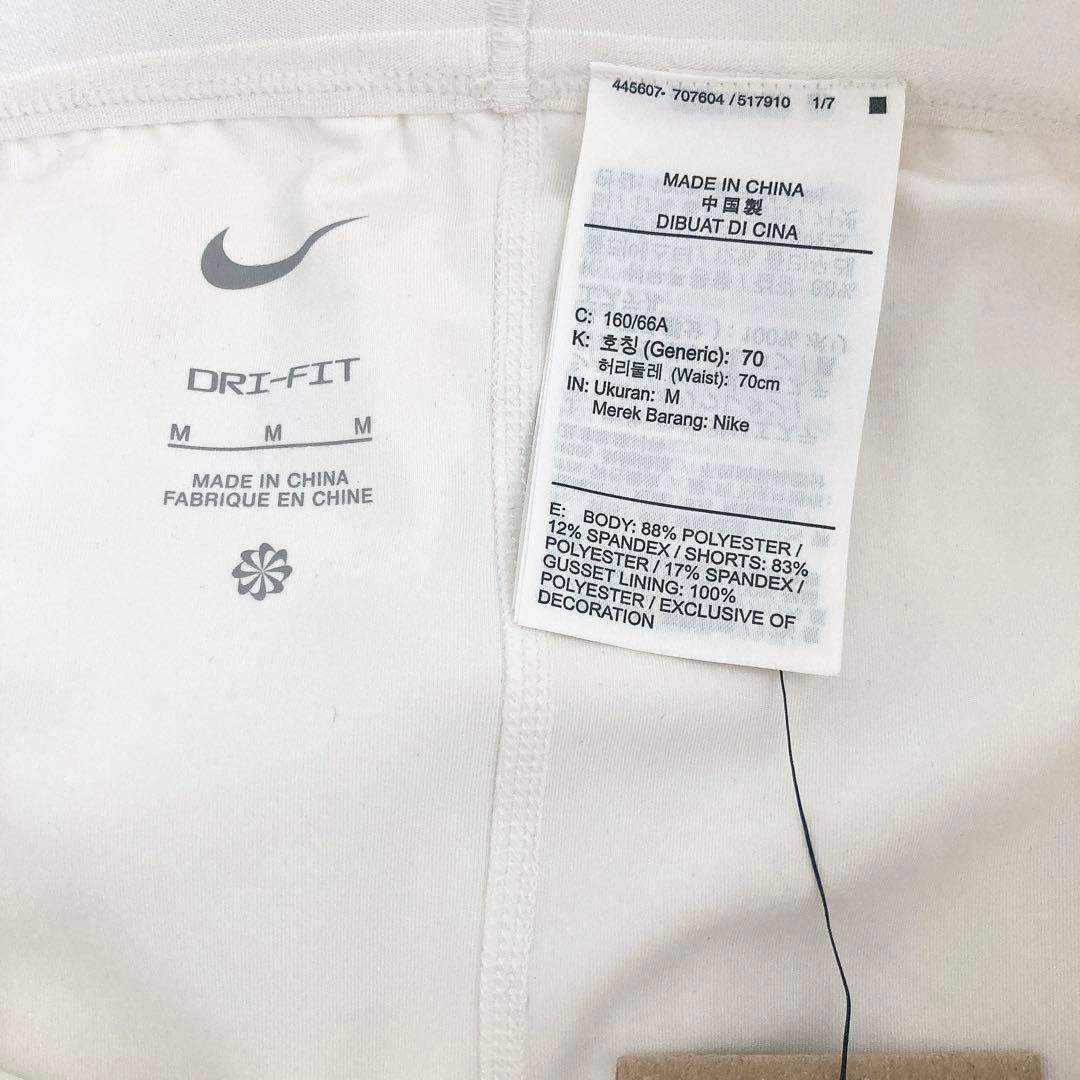 DRI-FIT
M M M
MADE IN CHINA
FABRIQUE EN CHINE
445607- 707604 / 517910 1/7
MADE IN CHINA
中国製
DIBUAT DI CINA
C: 160/66A
K: 호칭 (Generic): 70
허리둘레 (Waist): 70cm
IN: Ukuran: M
Merek Barang: Nike
E: BODY: 88% POLYESTER /
12% SPANDEX / SHORTS: 83%
POLYESTER / 17% SPANDEX /
GUSSET LINING: 100%
POLYESTER / EXCLUSIVE OF
DECORATION